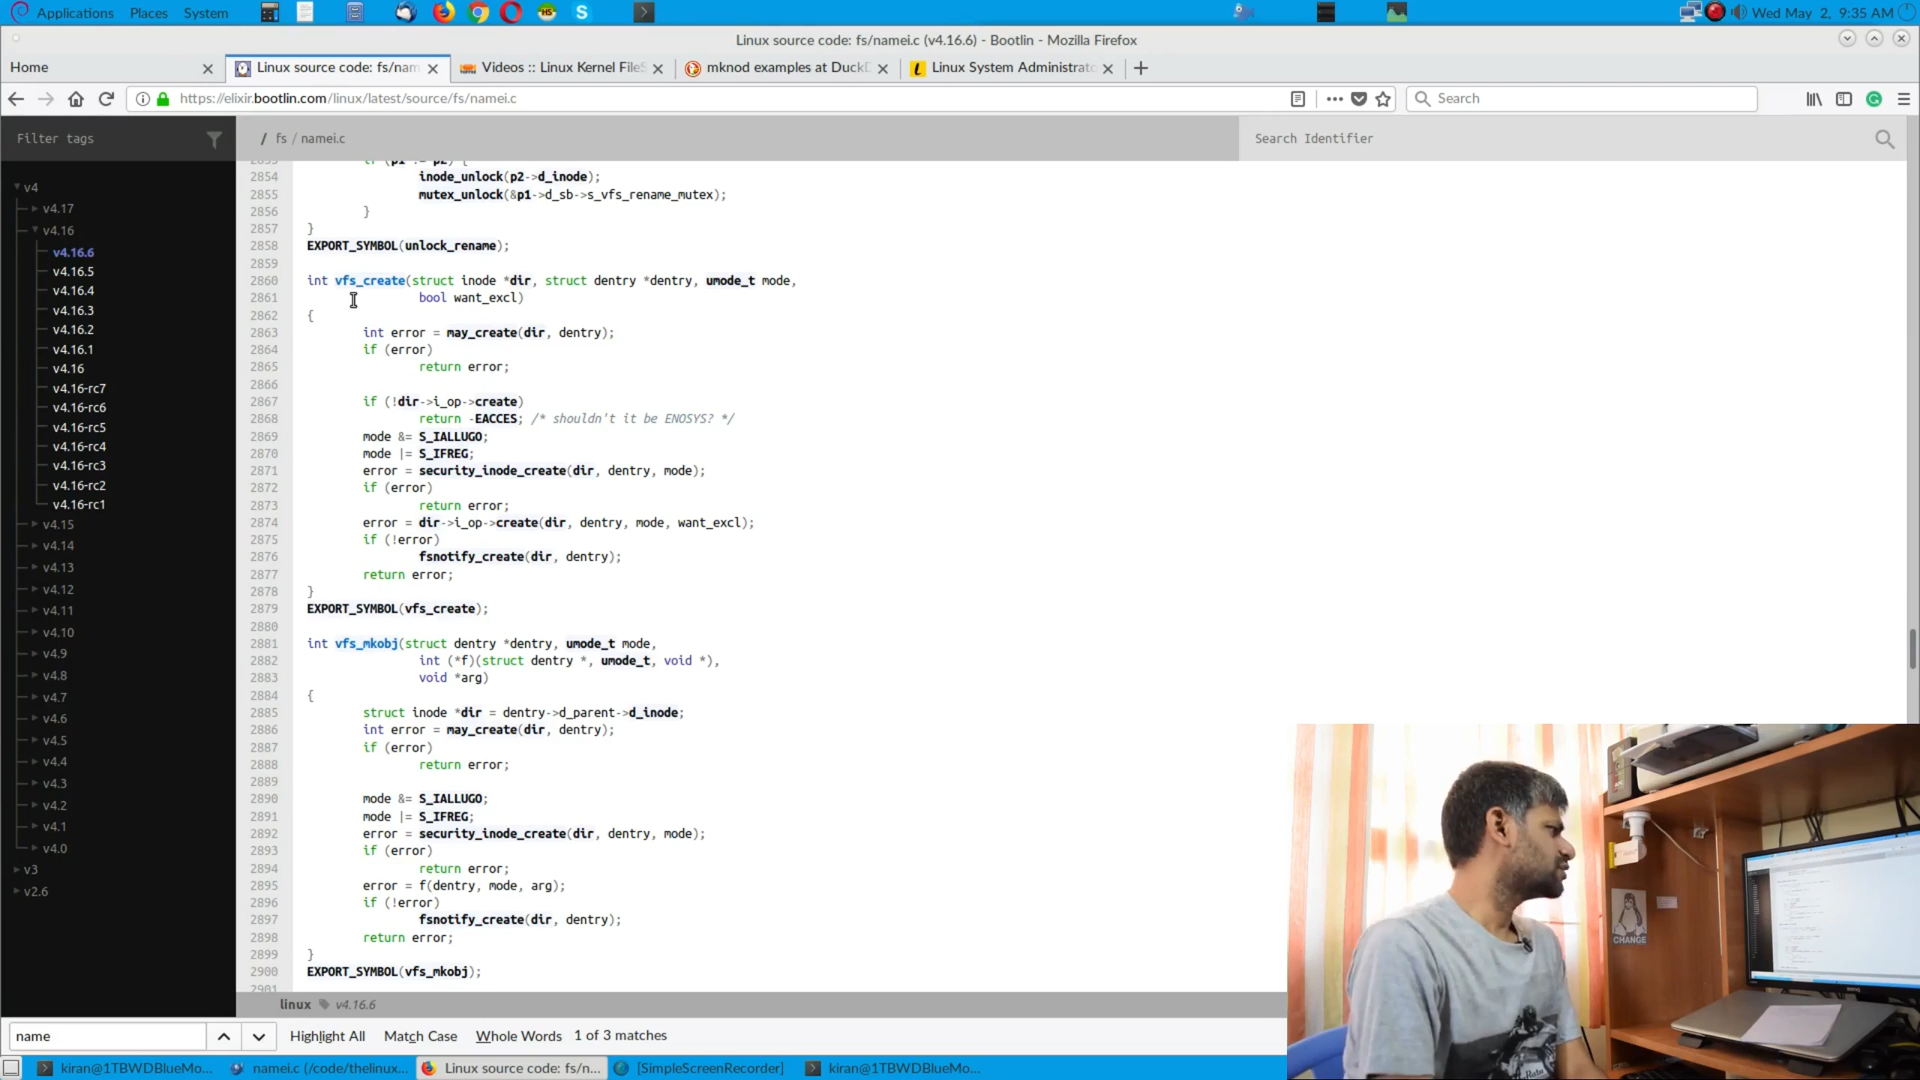 Applications Places System
S
Wed May 2, 9:35 AM
Linux source code: fs/namei.c (v4.16.6) - Bootlin - Mozilla Firefox
Home
Linux source code: fs/nam
Videos :: Linux Kernel FileS
mknod examples at DuckD
Linux System Administrato
https://elixir.bootlin.com/linux/latest/source/fs/namei.c
Search
Filter tags
/ fs / namei.c
Search Identifier
v4
v4.17
v4.16
v4.16.6
v4.16.5
v4.16.4
v4.16.3
v4.16.2
v4.16.1
v4.16
v4.16-rc7
v4.16-rc6
v4.16-rc5
v4.16-rc4
v4.16-rc3
v4.16-rc2
v4.16-rc1
v4.15
v4.14
v4.13
v4.12
v4.11
v4.10
v4.9
v4.8
v4.7
v4.6
v4.5
v4.4
v4.3
v4.2
v4.1
v4.0
v3
v2.6
2853 if (p1 != p2) {
2854 inode_unlock(p2->d_inode);
2855 mutex_unlock(&p1->d_sb->s_vfs_rename_mutex);
2856 }
2857 }
2858 EXPORT_SYMBOL(unlock_rename);
2859
2860 int vfs_create(struct inode *dir, struct dentry *dentry, umode_t mode,
2861 bool want_excl)
2862 {
2863 int error = may_create(dir, dentry);
2864 if (error)
2865 return error;
2866
2867 if (!dir->i_op->create)
2868 return -EACCES; /* shouldn't it be ENOSYS? */
2869 mode &= S_IALLUGO;
2870 mode |= S_IFREG;
2871 error = security_inode_create(dir, dentry, mode);
2872 if (error)
2873 return error;
2874 error = dir->i_op->create(dir, dentry, mode, want_excl);
2875 if (!error)
2876 fsnotify_create(dir, dentry);
2877 return error;
2878 }
2879 EXPORT_SYMBOL(vfs_create);
2880
2881 int vfs_mkobj(struct dentry *dentry, umode_t mode,
2882 int (*f)(struct dentry *, umode_t, void *),
2883 void *arg)
2884 {
2885 struct inode *dir = dentry->d_parent->d_inode;
2886 int error = may_create(dir, dentry);
2887 if (error)
2888 return error;
2889
2890 mode &= S_IALLUGO;
2891 mode |= S_IFREG;
2892 error = security_inode_create(dir, dentry, mode);
2893 if (error)
2894 return error;
2895 error = f(dentry, mode, arg);
2896 if (!error)
2897 fsnotify_create(dir, dentry);
2898 return error;
2899 }
2900 EXPORT_SYMBOL(vfs_mkobj);
2901
linux v4.16.6
CHANGE
name
Highlight All Match Case Whole Words 1 of 3 matches
kiran@1TBWDBlueMo...
namei.c (/code/thelinux...
Linux source code: fs/n...
[SimpleScreenRecorder]
kiran@1TBWDBlueMo...